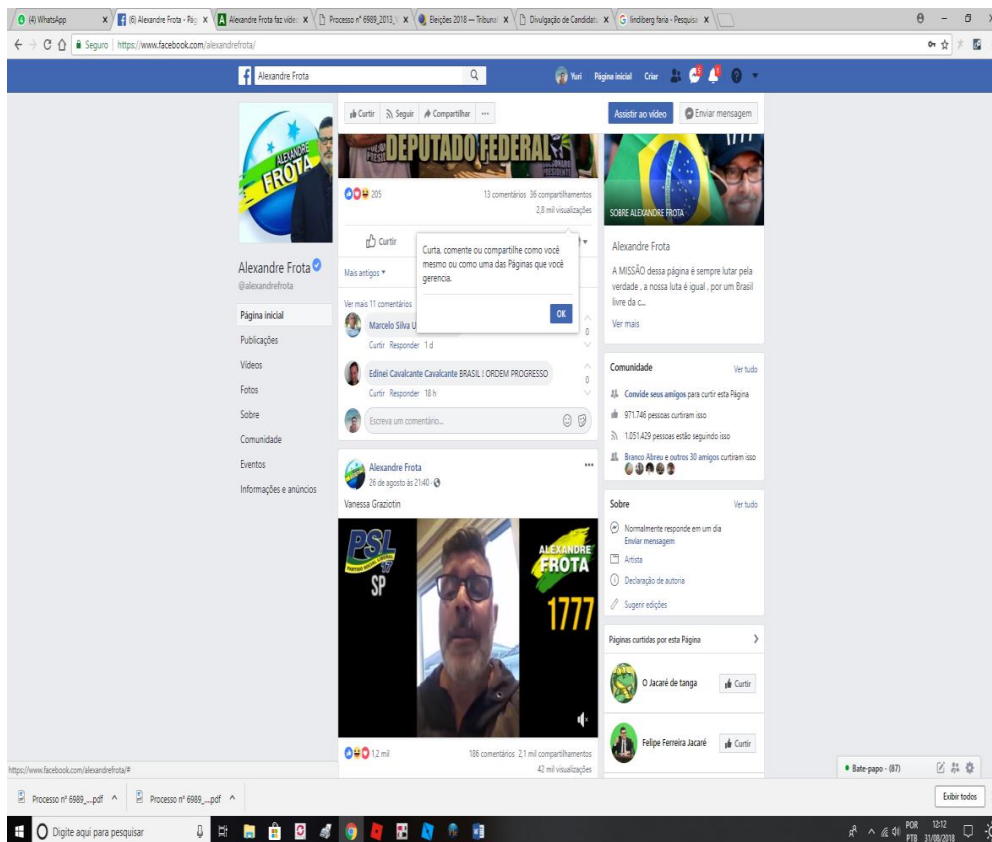 (4) WhatsApp
(6) Alexandre Frota - Pág
Alexandre Frota faz víde
Processo nº 6989_2013_
Eleições 2018 — Tribuna
Divulgação de Candidat
lindiberg faria - Pesquis
Seguro
https://www.facebook.com/alexandrefrota/
Alexandre Frota
Yuri
Página inicial
Criar
Curtir
Seguir
Compartilhar
Assistir ao vídeo
Enviar mensagem
ALEXANDRE
FROTA
DEPUTADO FEDERAL
PRESIDENTE
205
13 comentários 36 compartilhamentos
2,8 mil visualizações
SOBRE ALEXANDRE FROTA
Curtir
Curta, comente ou compartilhe como você
mesmo ou como uma das Páginas que você
gerencia.
OK
Mais antigos
Ver mais 11 comentários
Marcelo Silva U
0
Curtir Responder 1 d
Edinei Cavalcante Cavalcante BRASIL ! ORDEM PROGRESSO
0
Curtir Responder 18 h
Escreva um comentário...
Alexandre Frota
@alexandrefrota
Página inicial
Publicações
Vídeos
Fotos
Sobre
Comunidade
Eventos
Informações e anúncios
Alexandre Frota
26 de agosto às 21:40
Vanessa Graziotin
PSL
PARTIDO SOCIAL LIBERAL
17
SP
ALEXANDRE
FROTA
1777
1,2 mil
186 comentários 2,1 mil compartilhamentos
42 mil visualizações
Alexandre Frota
A MISSÃO dessa página é sempre lutar pela
verdade , a nossa luta é igual , por um Brasil
livre da c...
Ver mais
Comunidade
Ver tudo
Convide seus amigos para curtir esta Página
971.746 pessoas curtiram isso
1.051.429 pessoas estão seguindo isso
Branco Abreu e outros 30 amigos curtiram isso
Sobre
Ver tudo
Normalmente responde em um dia
Enviar mensagem
Artista
Declaração de autoria
Sugerir edições
Páginas curtidas por esta Página
O Jacaré de tanga
Curtir
Felipe Ferreira Jacaré
Curtir
https://www.facebook.com/alexandrefrota/#
Bate-papo - (87)
Processo nº 6989_....pdf
Processo nº 6989_....pdf
Exibir todos
Digite aqui para pesquisar
POR
PTB
12:12
31/08/2018